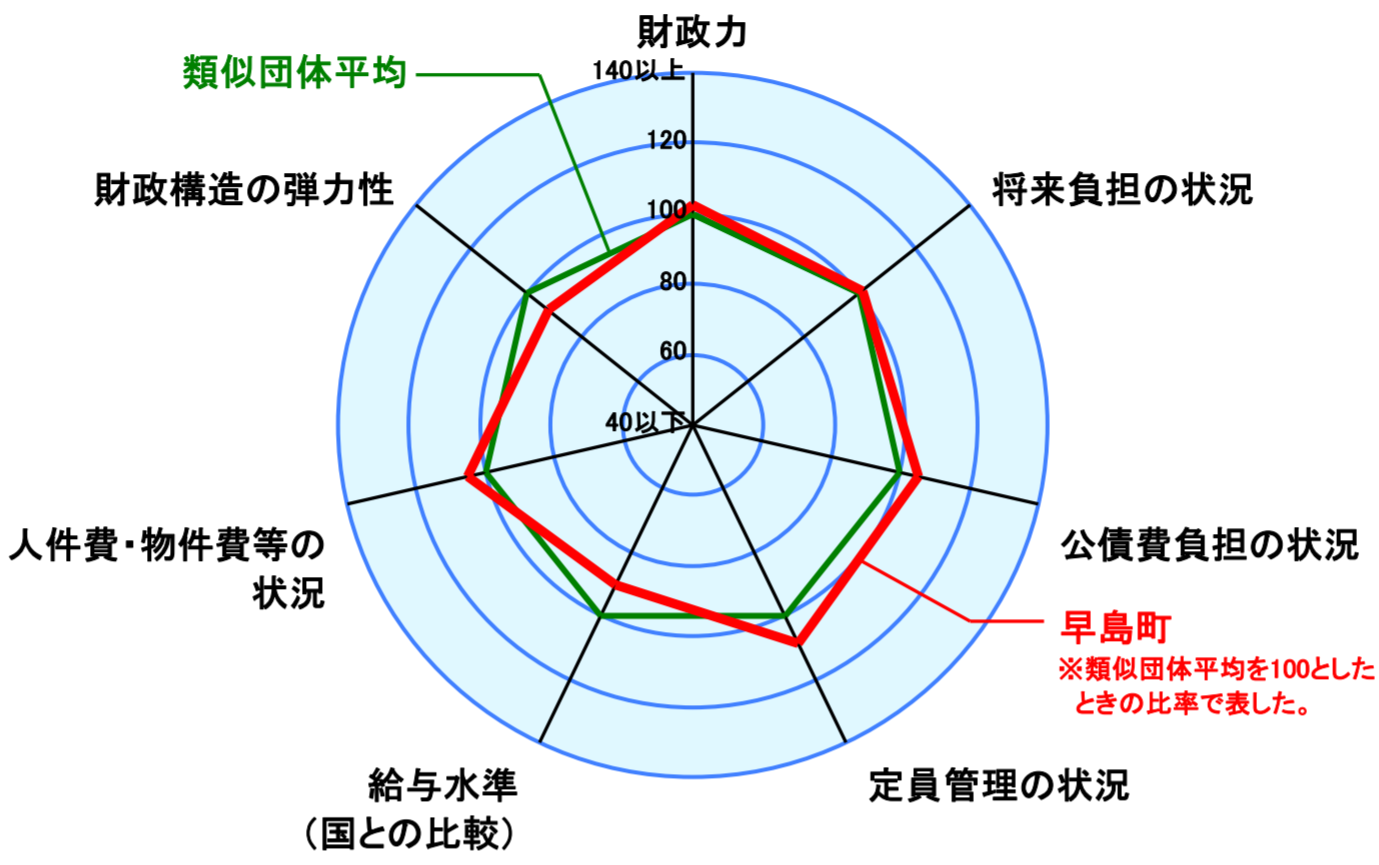 財政力
140以上
類似団体平均
120
財政構造の弾力性
将来負担の状況
100
80
60
40以下
人件費・物件費等の
状況
公債費負担の状況
早島町
※類似団体平均を100とした
ときの比率で表した。
給与水準
（国との比較）
定員管理の状況